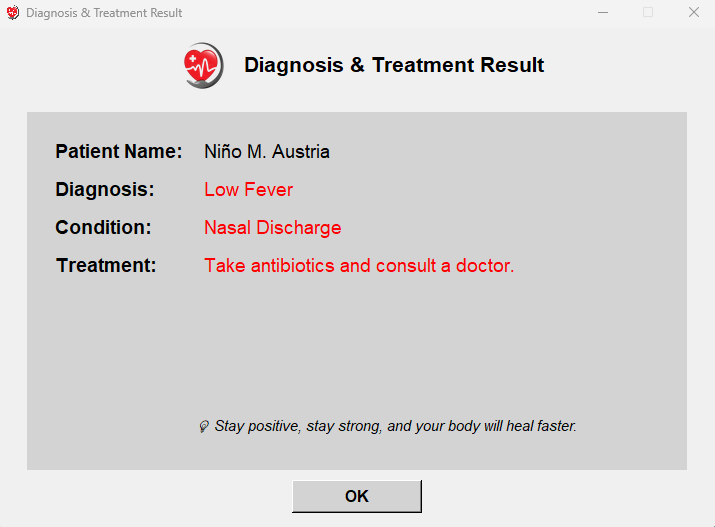 Diagnosis & Treatment Result
Diagnosis & Treatment Result
Patient Name: Niño M. Austria
Diagnosis: Low Fever
Condition: Nasal Discharge
Treatment: Take antibiotics and consult a doctor.
Stay positive, stay strong, and your body will heal faster.
OK